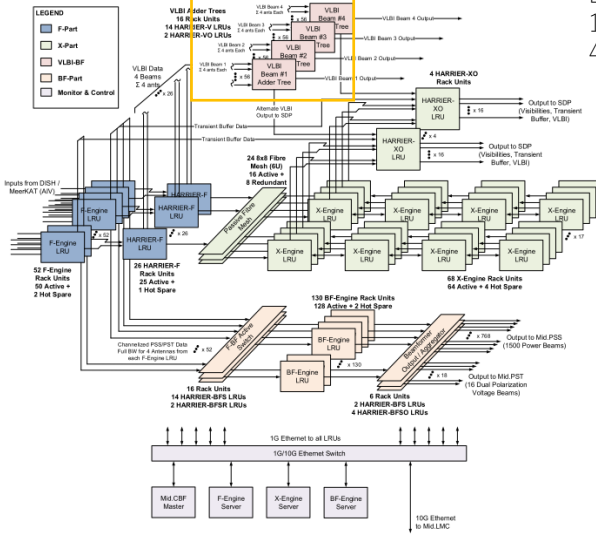 LEGEND
F-Part
X-Part
VLBI-BF
BF-Part
Monitor & Control
VLBI Adder Trees
16 Rack Units
14 HARRIER-V LRUs
2 HARRIER-VO LRUs
VLBI Beam 4
Σ 4 ants Each
x 56
VLBI Beam 3
Σ 4 ants Each
x 56
VLBI Beam 2
Σ 4 ants Each
x 56
VLBI Beam 1
Σ 4 ants Each
x 56
VLBI
Beam #4
Tree
VLBI
Beam #3
Tree
VLBI
Beam #2
Tree
VLBI
Beam #1
Adder Tree
VLBI Beam 4 Output
VLBI Beam 3 Output
VLBI Beam 2 Output
1 Output
1
4
VLBI Data
4 Beams
Σ 4 ants
x 26
Alternate VLBI
Output to SDP
Transient Buffer Data
Transient Buffer Data
4 HARRIER-XO
Rack Units
HARRIER-
XO
LRU
x 16
Output to SDP
(Visibilities, Transient
Buffer, VLBI)
HARRIER-
XO
LRU
x 4
x 16
Output to SDP
(Visibilities, Transient
Buffer, VLBI)
24 8x8 Fibre
Mesh (6U)
16 Active +
8 Redundant
Passive Fibre
Mesh
Inputs from DISH /
MeerKAT (AIV)
F-Engine
LRU
F-Engine
LRU
x 52
HARRIER-F
LRU
HARRIER-F
LRU
x 26
52 F-Engine
Rack Units
50 Active +
2 Hot Spare
26 HARRIER-F
Rack Units
25 Active +
1 Hot Spare
X-Engine
LRU
X-Engine
LRU
X-Engine
LRU
X-Engine
LRU
X-Engine
LRU
X-Engine
LRU
X-Engine
LRU
X-Engine
LRU
x 17
68 X-Engine Rack Units
64 Active + 4 Hot Spare
130 BF-Engine Rack Units
128 Active + 2 Hot Spare
Channelized PSS/PST Data
Full BW for 4 Antennas from
each F-Engine LRU
x 52
F-BF Active
Switch
BF-Engine
LRU
BF-Engine
LRU
x 130
Beamformer
Output / Aggregator
x 768
Output to Mid.PSS
(1500 Power Beams)
x 18
Output to Mid.PST
(16 Dual Polarization
Voltage Beams)
16 Rack Units
14 HARRIER-BFS LRUs
2 HARRIER-BFSR LRUs
6 Rack Units
2 HARRIER-BFS LRUs
4 HARRIER-BFSO LRUs
1G Ethernet to all LRUs
1G/10G Ethernet Switch
Mid.CBF
Master
F-Engine
Server
X-Engine
Server
BF-Engine
Server
10G Ethernet
to Mid.LMC